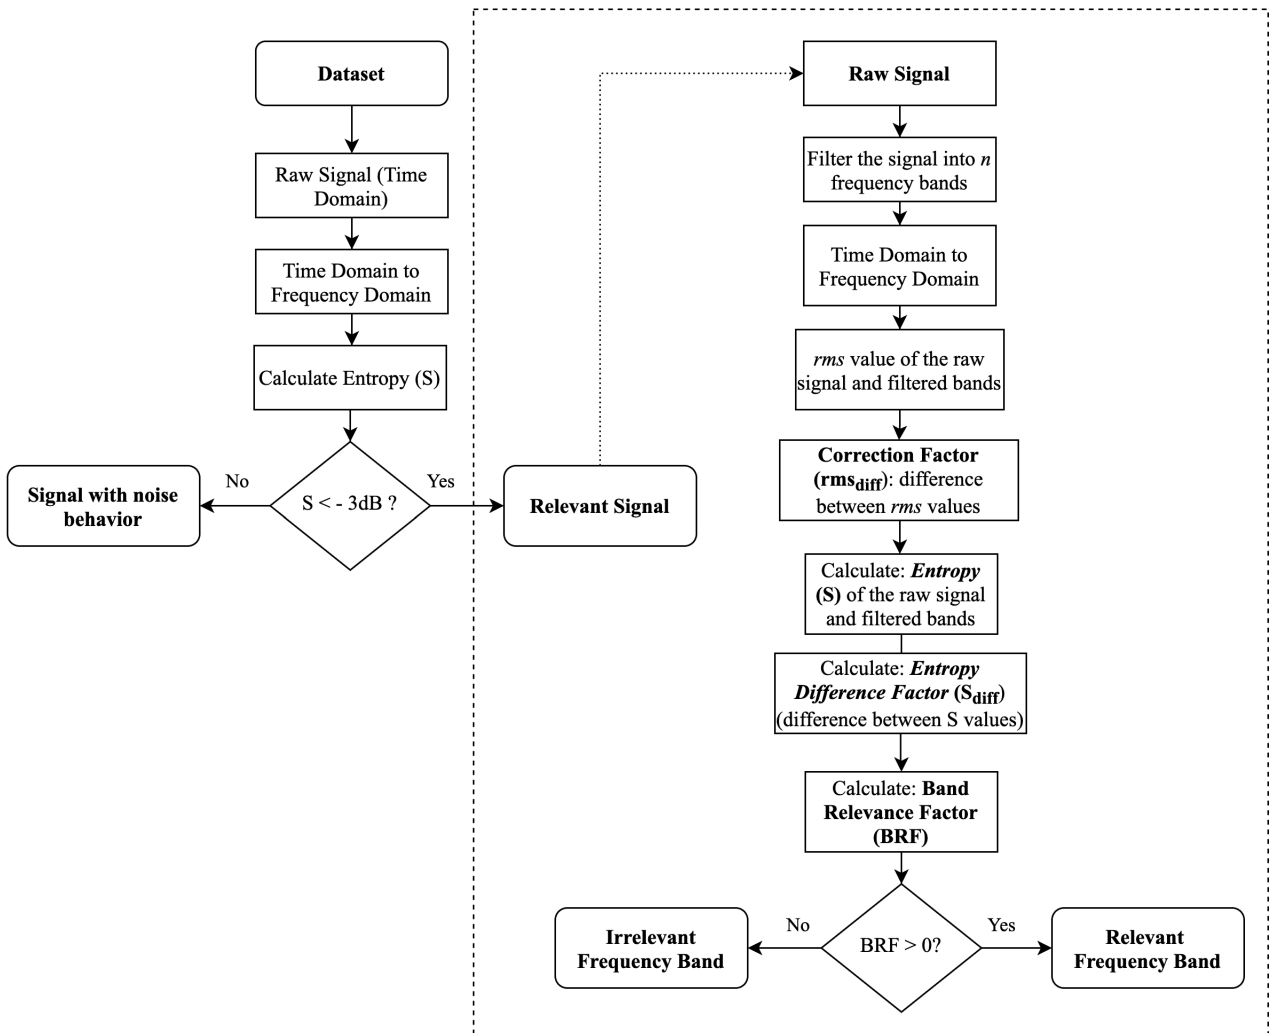 Dataset
Raw Signal (Time
Domain)
Time Domain to
Frequency Domain
Calculate Entropy (S)
S < - 3dB ?
No
Yes
Signal with noise
behavior
Relevant Signal
Raw Signal
Filter the signal into n
frequency bands
Time Domain to
Frequency Domain
rms value of the raw
signal and filtered bands
Correction Factor
(rmsdiff): difference
between rms values
Calculate: Entropy
(S) of the raw signal
and filtered bands
Calculate: Entropy
Difference Factor (Sdiff)
(difference between S values)
Calculate: Band
Relevance Factor
(BRF)
BRF > 0?
No
Yes
Irrelevant
Frequency Band
Relevant
Frequency Band